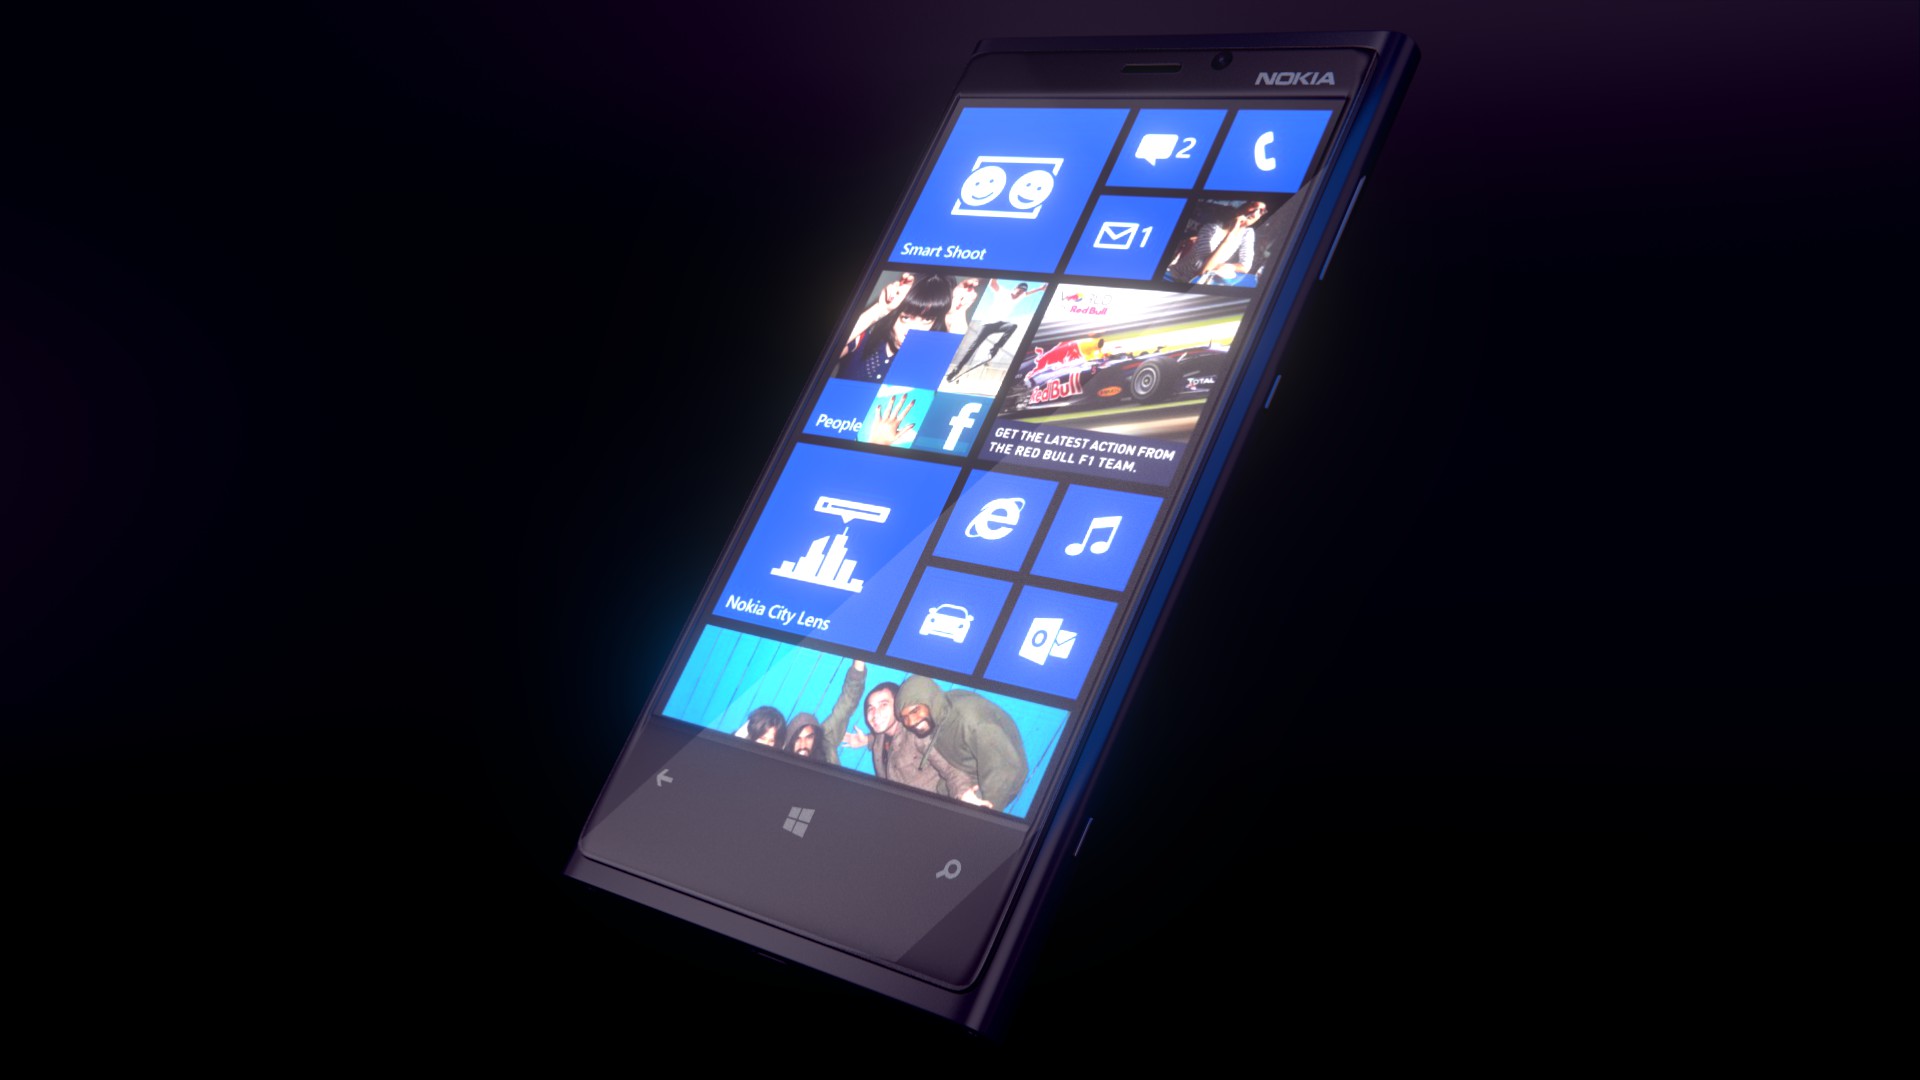 NOKIA
2
Smart Shoot
1
Red Bull
Red Bull
TOTAL
People
f
GET THE LATEST ACTION FROM
THE RED BULL F1 TEAM.
Nokia City Lens
O